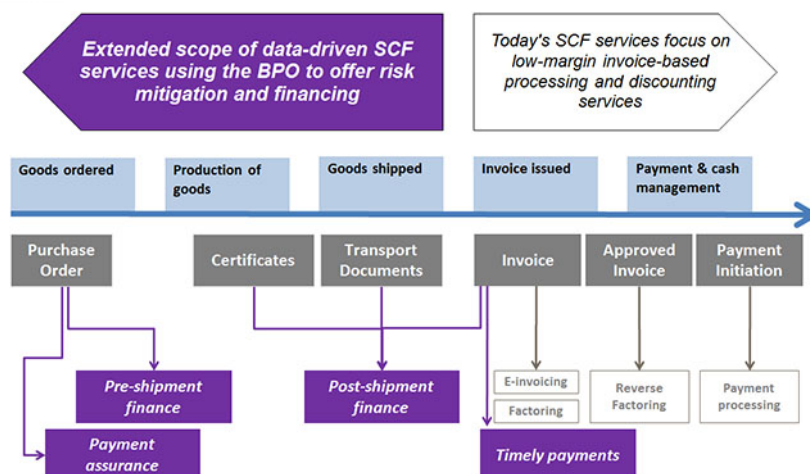 Extended scope of data-driven SCF
services using the BPO to offer risk
mitigation and financing
Today's SCF services focus on
low-margin invoice-based
processing and discounting
services
Goods ordered
Production of
goods
Goods shipped
Invoice issued
Payment & cash
management
Purchase
Order
Certificates
Transport
Documents
Invoice
Approved
Invoice
Payment
Initiation
Pre-shipment
finance
Post-shipment
finance
E-invoicing
Factoring
Reverse
Factoring
Payment
processing
Payment
assurance
Timely payments